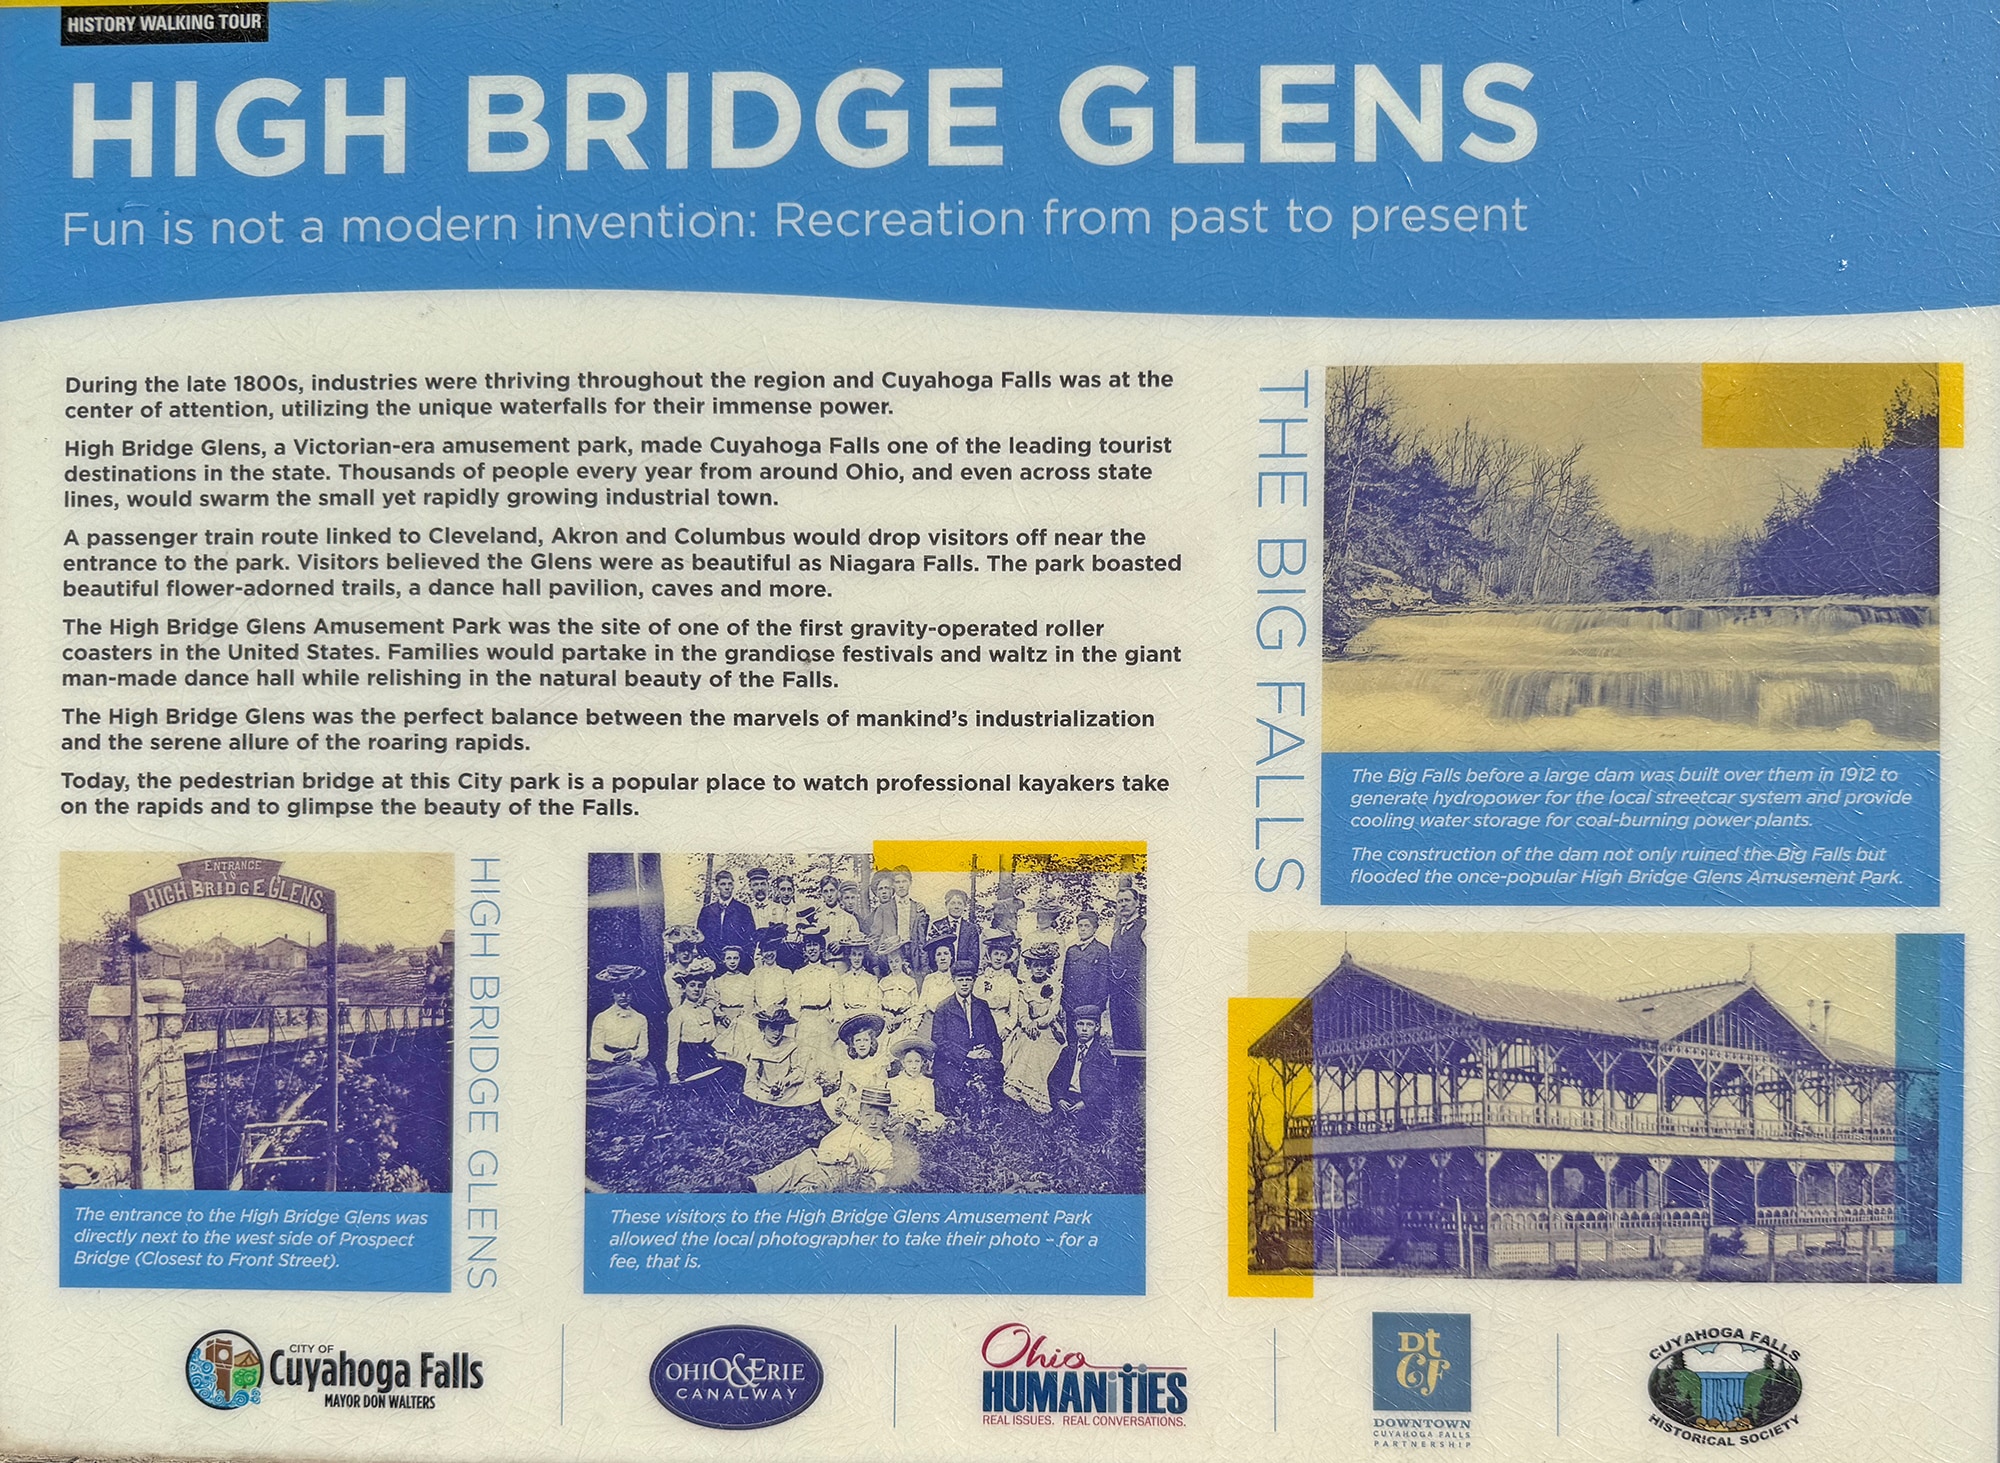 HISTORY WALKING TOUR
HIGH BRIDGE GLENS
Fun is not a modern invention: Recreation from past to present
During the late 1800s, industries were thriving throughout the region and Cuyahoga Falls was at the
center of attention, utilizing the unique waterfalls for their immense power.
High Bridge Glens, a Victorian-era amusement park, made Cuyahoga Falls one of the leading tourist
destinations in the state. Thousands of people every year from around Ohio, and even across state
lines, would swarm the small yet rapidly growing industrial town.
A passenger train route linked to Cleveland, Akron and Columbus would drop visitors off near the
entrance to the park. Visitors believed the Glens were as beautiful as Niagara Falls. The park boasted
beautiful flower-adorned trails, a dance hall pavilion, caves and more.
The High Bridge Glens Amusement Park was the site of one of the first gravity-operated roller
coasters in the United States. Families would partake in the grandiose festivals and waltz in the giant
man-made dance hall while relishing in the natural beauty of the Falls.
The High Bridge Glens was the perfect balance between the marvels of mankind's industrialization
and the serene allure of the roaring rapids.
Today, the pedestrian bridge at this City park is a popular place to watch professional kayakers take
on the rapids and to glimpse the beauty of the Falls.
THE BIG FALLS
The Big Falls before a large dam was built over them in 1912 to
generate hydropower for the local streetcar system and provide
cooling water storage for coal-burning power plants.
The construction of the dam not only ruined the Big Falls but
flooded the once-popular High Bridge Glens Amusement Park.
ENTRANCE
TO
HIGH BRIDGE GLENS.
The entrance to the High Bridge Glens was
directly next to the west side of Prospect
Bridge (Closest to Front Street).
HIGH BRIDGE GLENS
These visitors to the High Bridge Glens Amusement Park
allowed the local photographer to take their photo – for a
fee, that is.
CITY OF
Cuyahoga Falls
MAYOR DON WALTERS
OHIO & ERIE
CANALWAY
Ohio
HUMANiTiES
REAL ISSUES. REAL CONVERSATIONS.
Dt
CF
DOWNTOWN
CUYAHOGA FALLS
PARTNERSHIP
CUYAHOGA FALLS
HISTORICAL SOCIETY